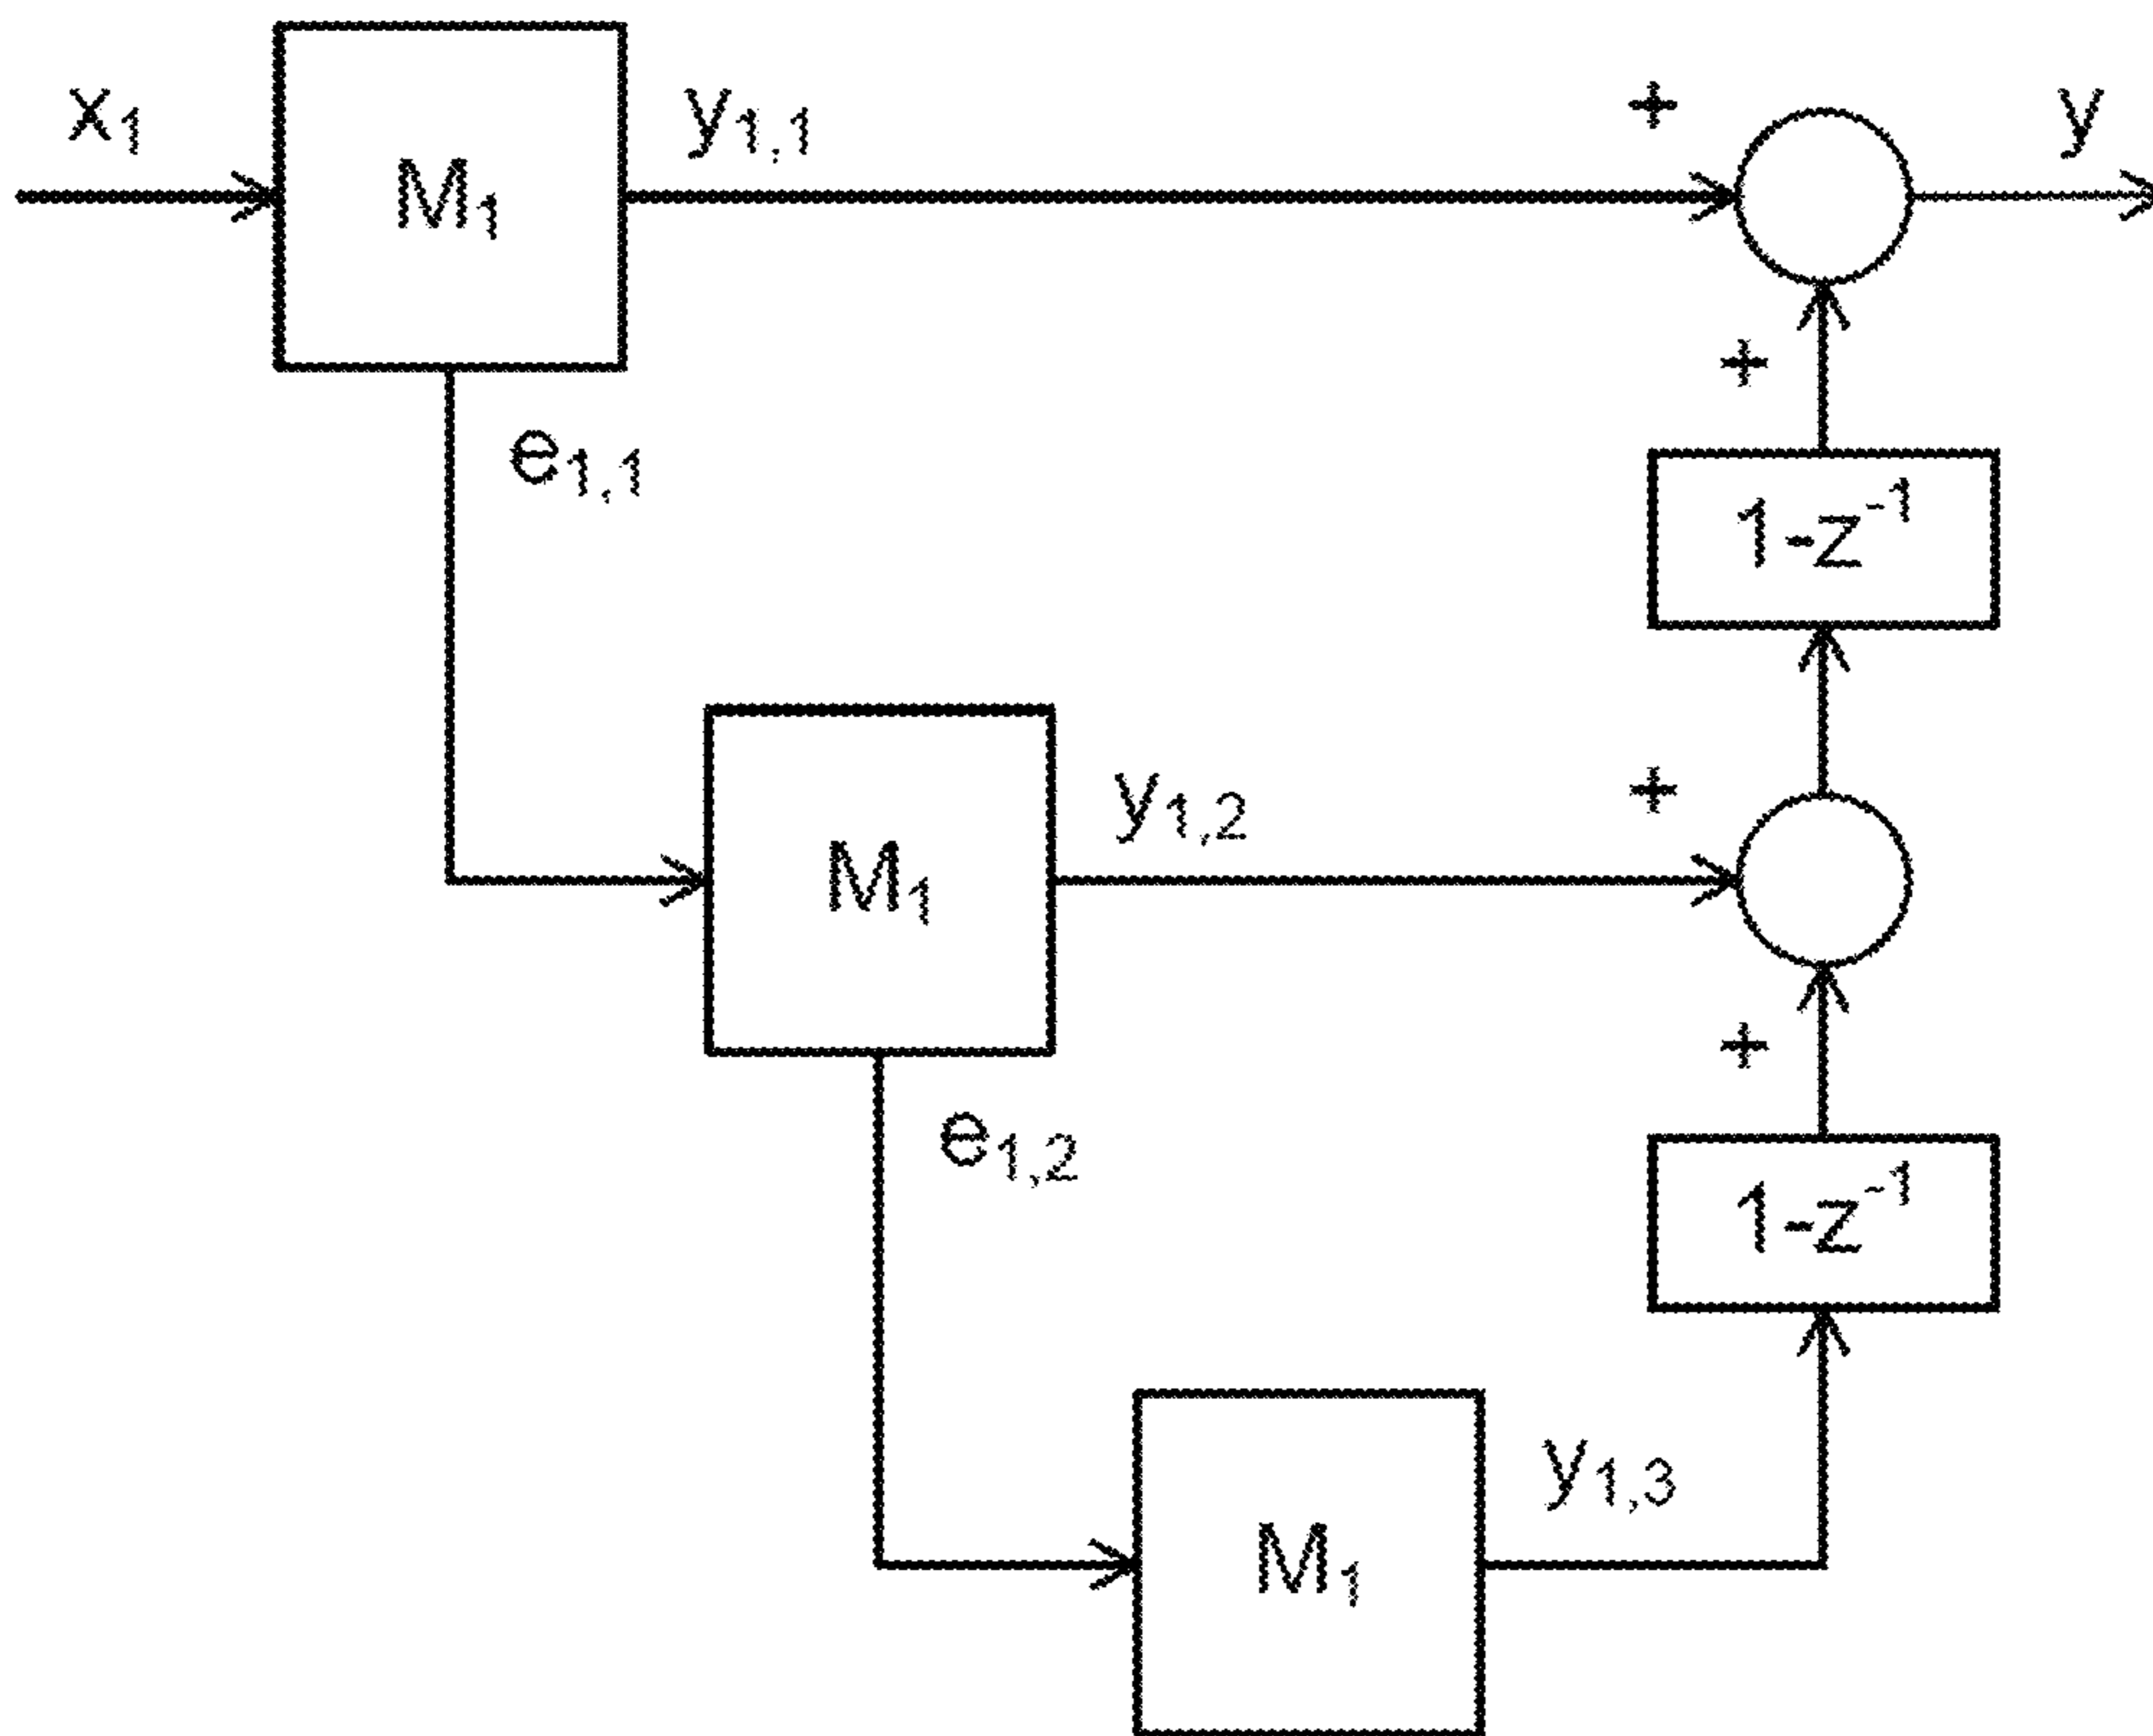 x₁
M₁
y₁,₁
+
y
+
e₁,₁
1-z⁻¹
M₁
y₁,₂
+
+
e₁,₂
1-z⁻¹
M₁
y₁,₃